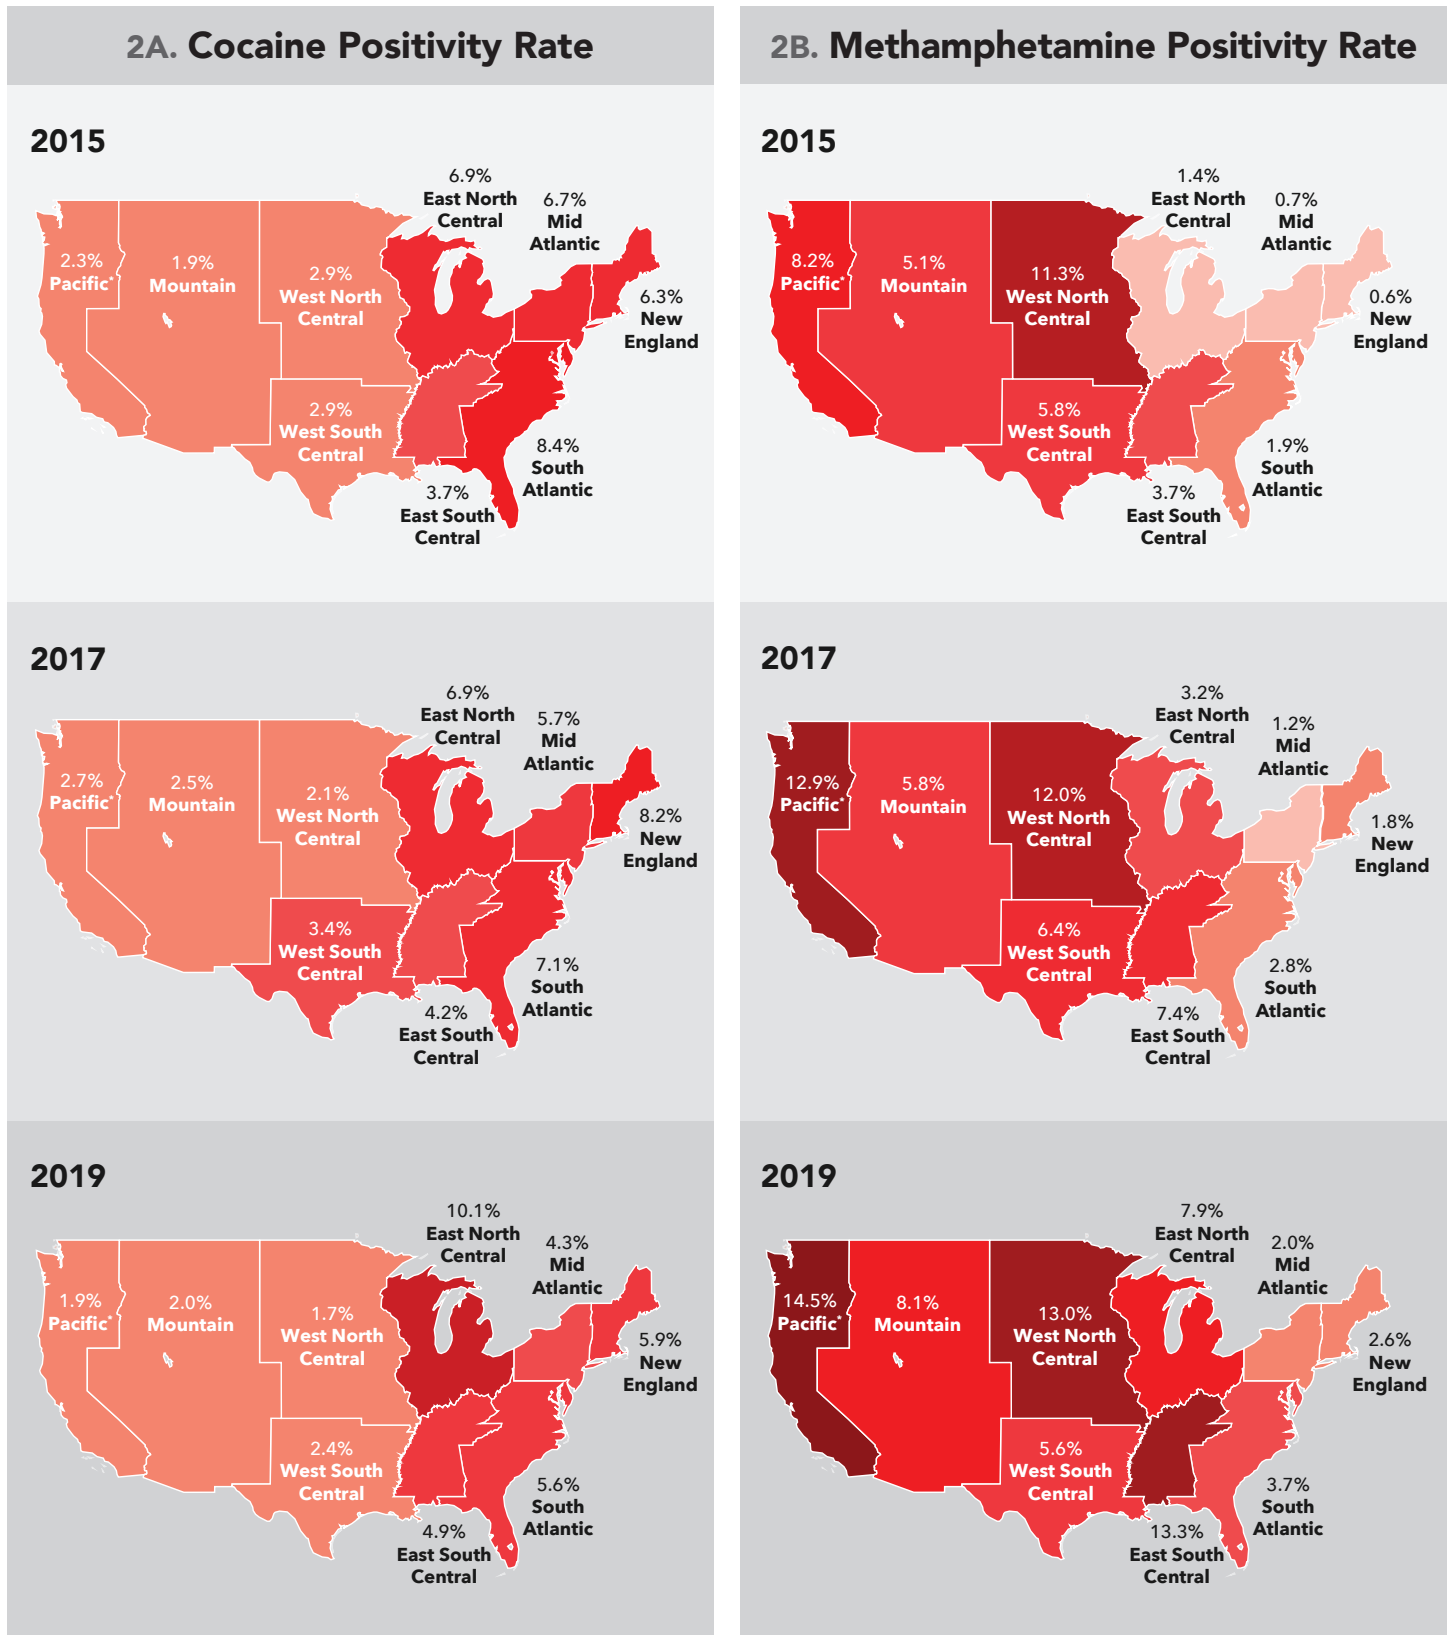 2A. Cocaine Positivity Rate
2015
6.9%
East North
Central
6.7%
Mid
Atlantic
2.3%
Pacific*
1.9%
Mountain
2.9%
West North
Central
6.3%
New
England
2.9%
West South
Central
8.4%
South
Atlantic
3.7%
East South
Central
2017
6.9%
East North
Central
5.7%
Mid
Atlantic
2.7%
Pacific*
2.5%
Mountain
2.1%
West North
Central
8.2%
New
England
3.4%
West South
Central
7.1%
South
Atlantic
4.2%
East South
Central
2019
10.1%
East North
Central
4.3%
Mid
Atlantic
1.9%
Pacific*
2.0%
Mountain
1.7%
West North
Central
5.9%
New
England
2.4%
West South
Central
5.6%
South
Atlantic
4.9%
East South
Central
2B. Methamphetamine Positivity Rate
2015
1.4%
East North
Central
0.7%
Mid
Atlantic
8.2%
Pacific*
5.1%
Mountain
11.3%
West North
Central
0.6%
New
England
5.8%
West South
Central
1.9%
South
Atlantic
3.7%
East South
Central
2017
3.2%
East North
Central
1.2%
Mid
Atlantic
12.9%
Pacific*
5.8%
Mountain
12.0%
West North
Central
1.8%
New
England
6.4%
West South
Central
2.8%
South
Atlantic
7.4%
East South
Central
2019
7.9%
East North
Central
2.0%
Mid
Atlantic
14.5%
Pacific*
8.1%
Mountain
13.0%
West North
Central
2.6%
New
England
5.6%
West South
Central
3.7%
South
Atlantic
13.3%
East South
Central